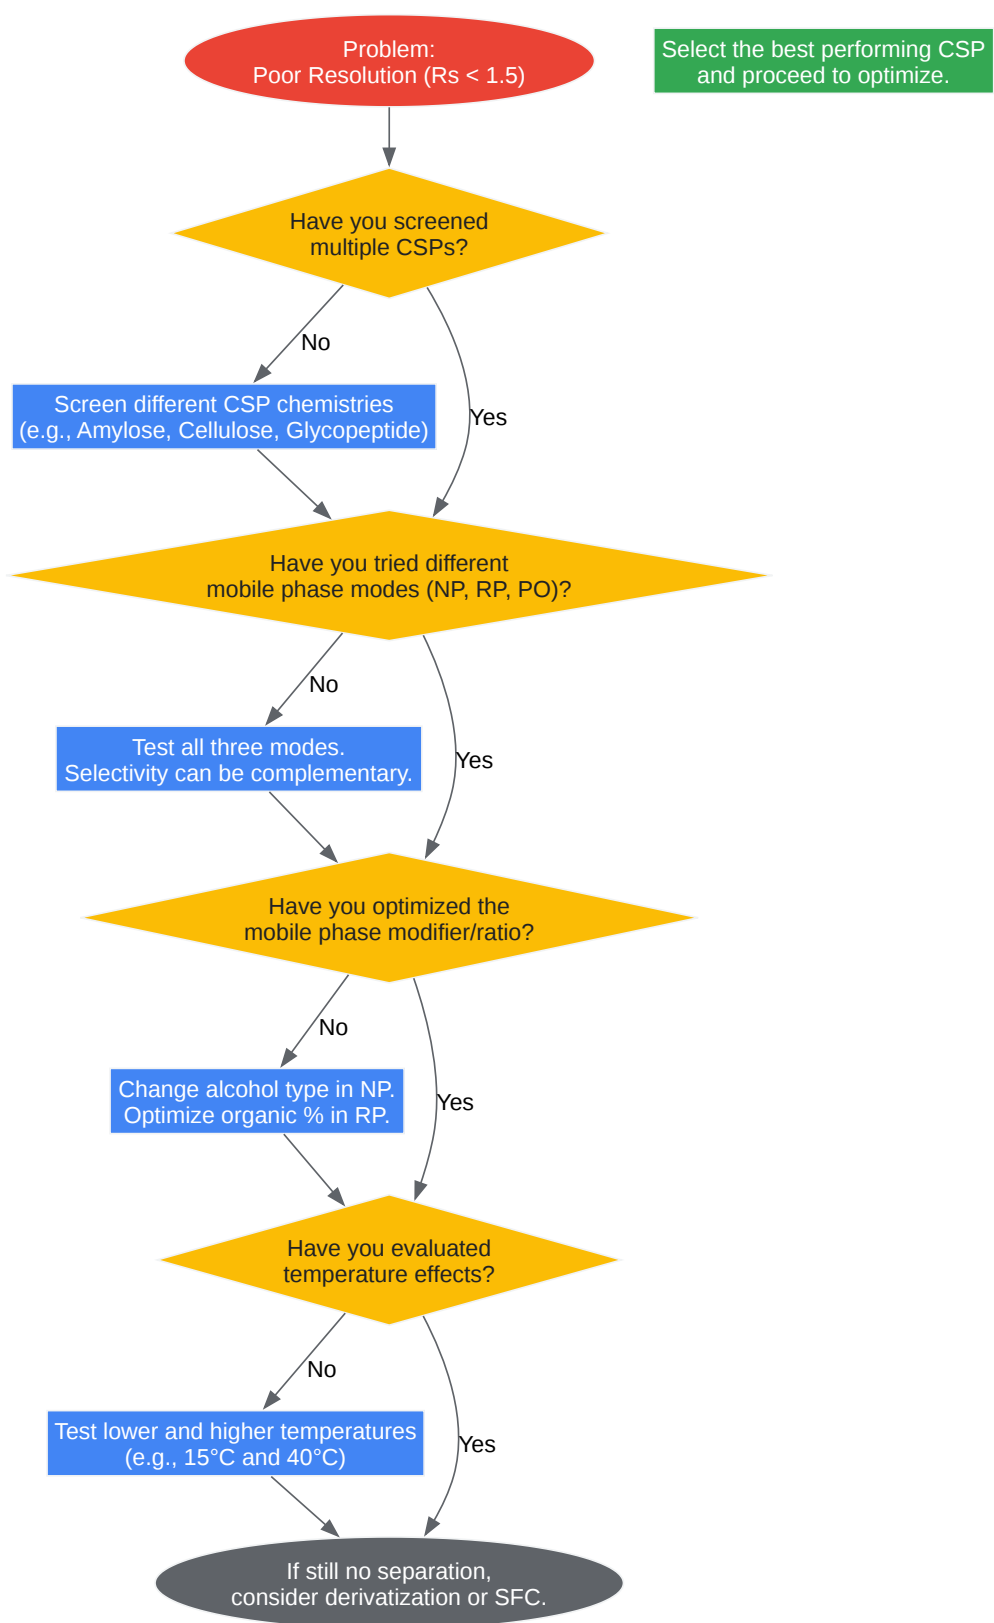 Problem:
Poor Resolution (Rs < 1.5)
Select the best performing CSP
and proceed to optimize.
Have you screened
multiple CSPs?
No
Screen different CSP chemistries
(e.g., Amylose, Cellulose, Glycopeptide)
Yes
Have you tried different
mobile phase modes (NP, RP, PO)?
No
Test all three modes.
Selectivity can be complementary.
Yes
Have you optimized the
mobile phase modifier/ratio?
No
Change alcohol type in NP.
Optimize organic % in RP.
Yes
Have you evaluated
temperature effects?
No
Test lower and higher temperatures
(e.g., 15°C and 40°C)
Yes
If still no separation,
consider derivatization or SFC.